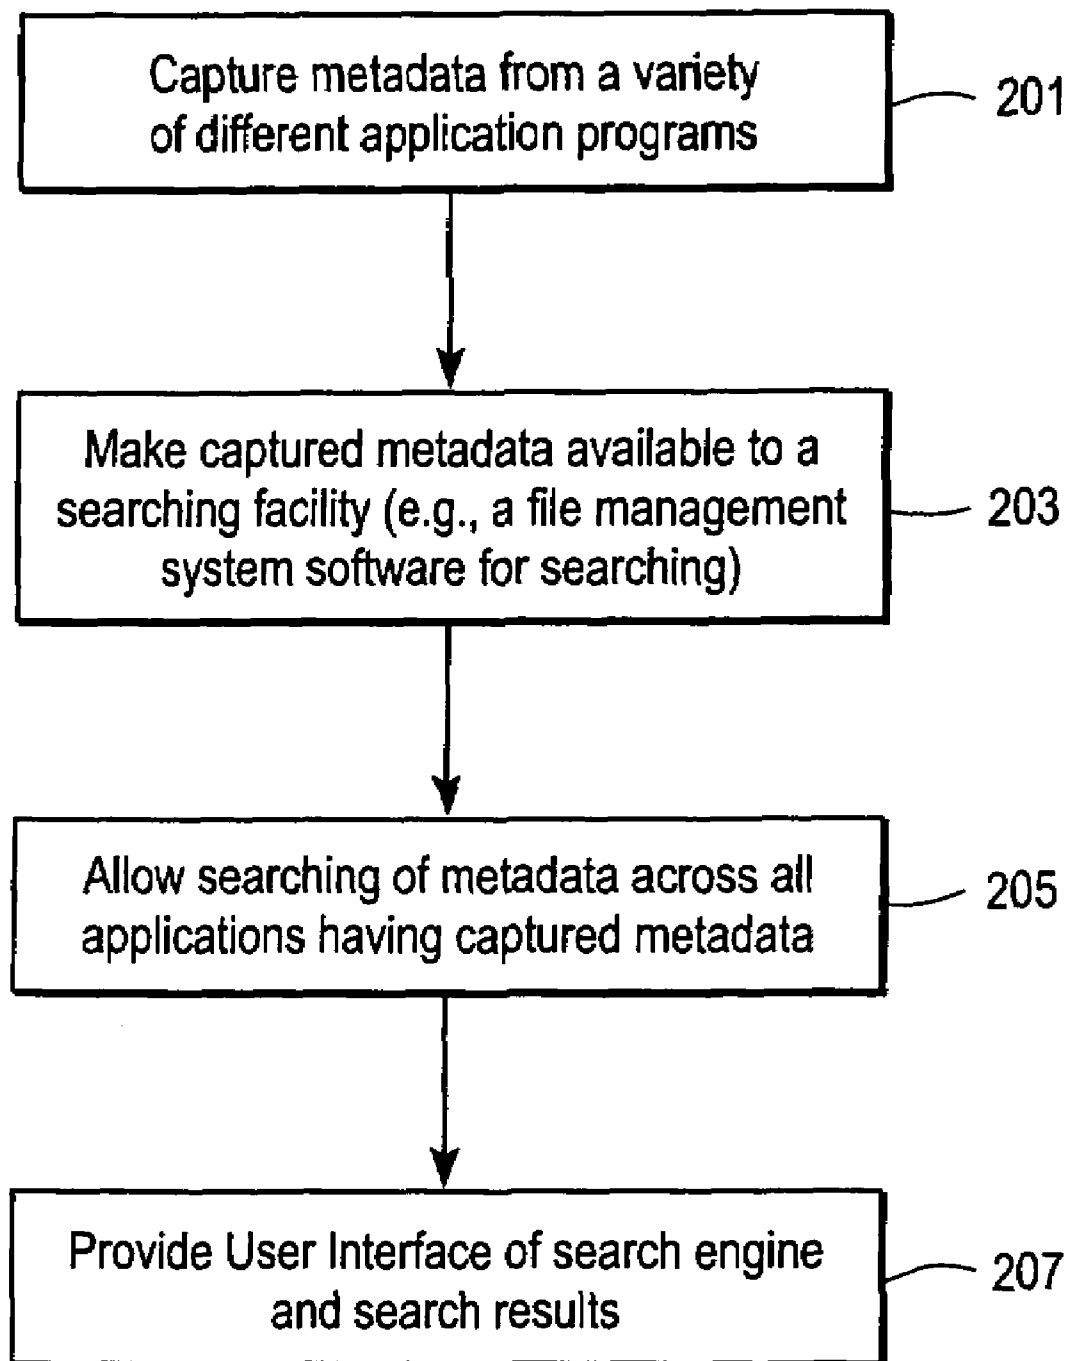 Capture metadata from a variety
of different application programs
201
Make captured metadata available to a
searching facility (e.g., a file management
system software for searching)
203
Allow searching of metadata across all
applications having captured metadata
205
Provide User Interface of search engine
and search results
207